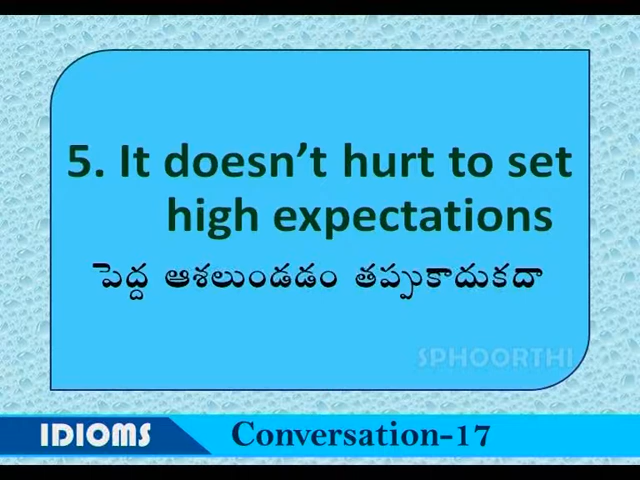 5. It doesn't hurt to set
high expectations
పెద్ద ఆశలుండడం తప్పుకాదుకదా
SPHOORTHI
IDIOMS
Conversation-17